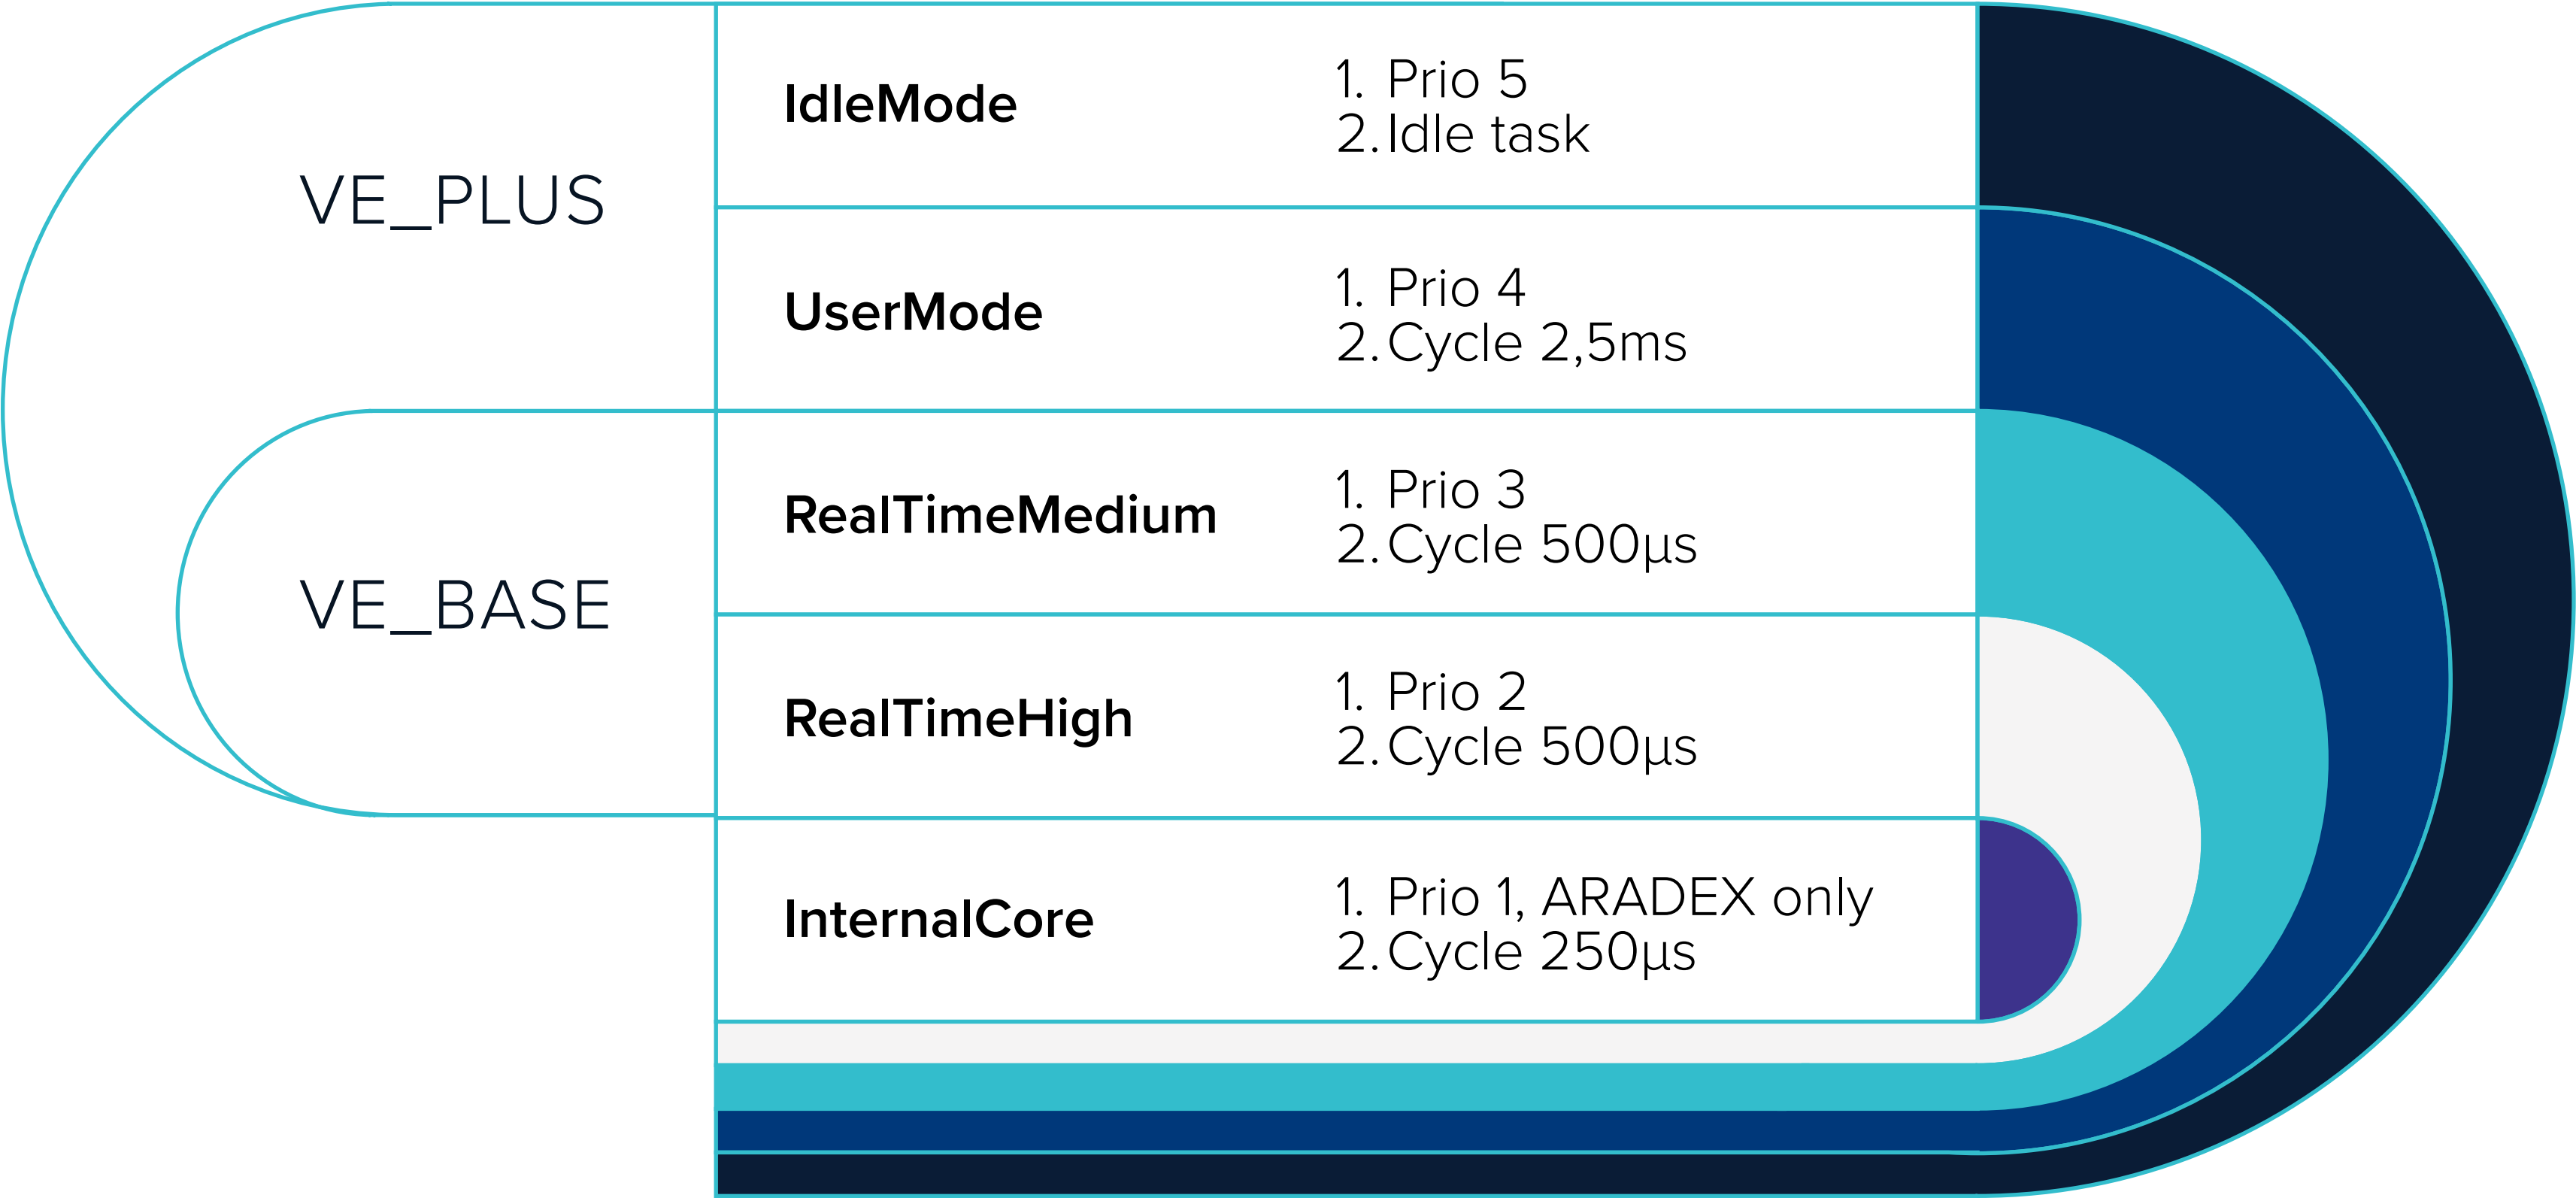 VE_PLUS
IdleMode
1. Prio 5
2. Idle task
UserMode
1. Prio 4
2. Cycle 2,5ms
VE_BASE
RealTimeMedium
1. Prio 3
2. Cycle 500µs
RealTimeHigh
1. Prio 2
2. Cycle 500µs
InternalCore
1. Prio 1, ARADEX only
2. Cycle 250µs